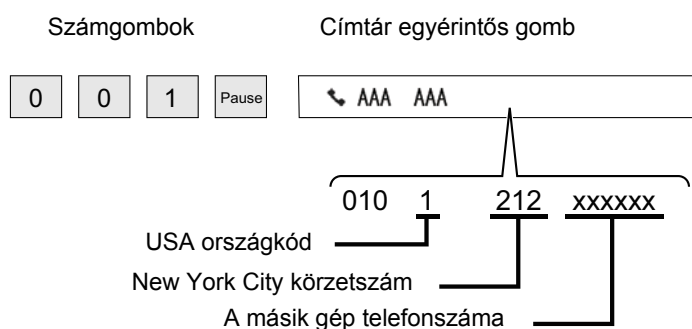 Számgombok Címtár egyérintős gomb
0 0 1 Pause AAA AAA
010 1 212 xxxxxx
USA országkód
New York City körzetszám
A másik gép telefonszáma